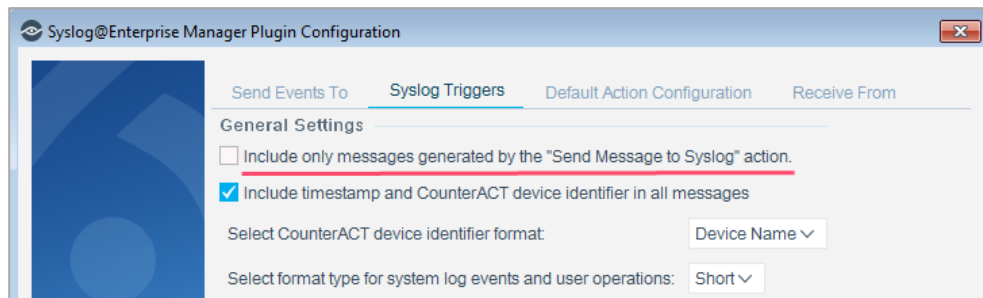 Syslog@Enterprise Manager Plugin Configuration
Send Events To Syslog Triggers Default Action Configuration Receive From
General Settings
Include only messages generated by the "Send Message to Syslog" action.
Include timestamp and CounterACT device identifier in all messages
Select CounterACT device identifier format: Device Name
Select format type for system log events and user operations: Short